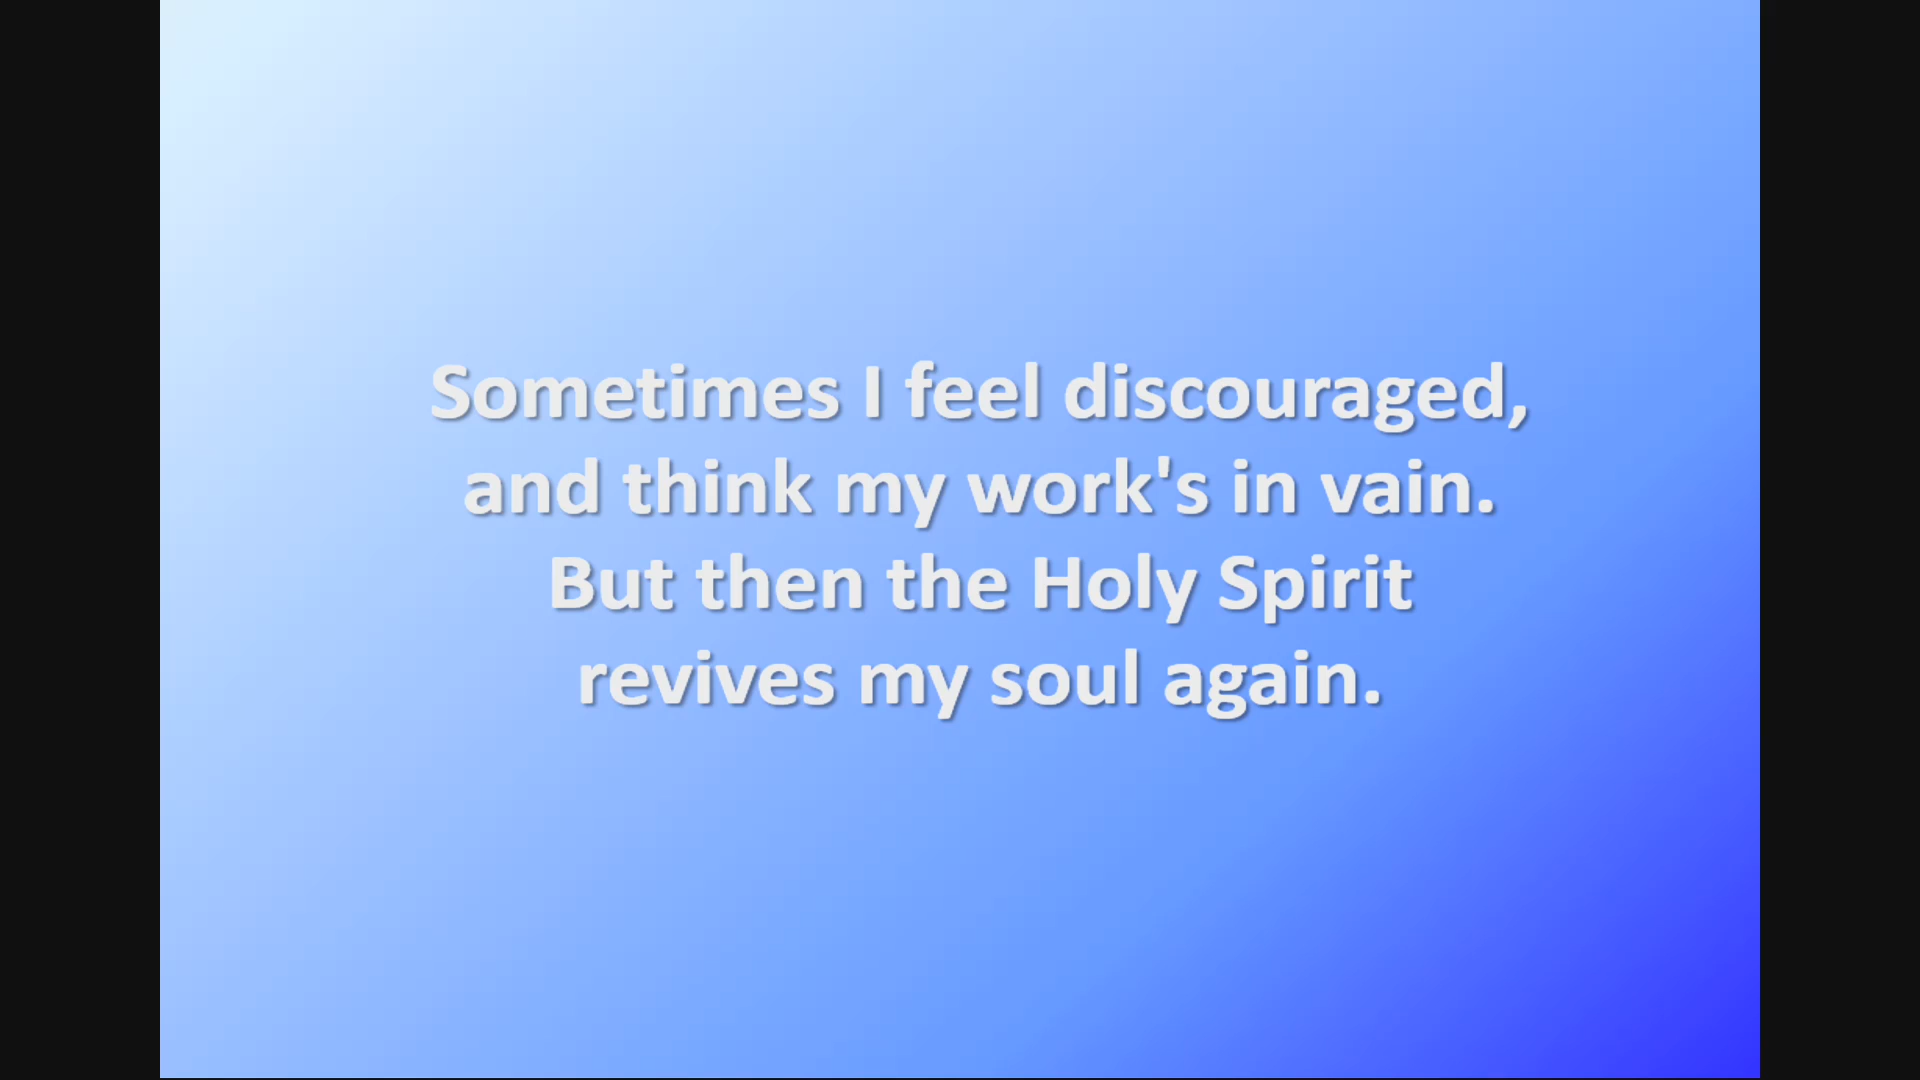 Sometimes I feel discouraged,
and think my work's in vain.
But then the Holy Spirit
revives my soul again.